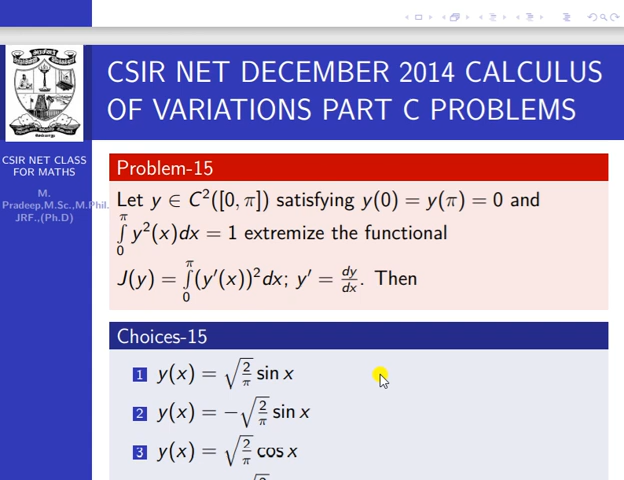 CSIR NET DECEMBER 2014 CALCULUS
OF VARIATIONS PART C PROBLEMS
CSIR NET CLASS
FOR MATHS
M.
Pradeep,M.Sc.,M.Phil.
JRF.,(Ph.D)
Problem-15
Let y ∈ C²([0, π]) satisfying y(0) = y(π) = 0 and
∫₀^π y²(x)dx = 1 extremize the functional
J(y) = ∫₀^π (y′(x))²dx; y′ = dy/dx. Then
Choices-15
1 y(x) = √(2/π) sin x
2 y(x) = −√(2/π) sin x
3 y(x) = √(2/π) cos x